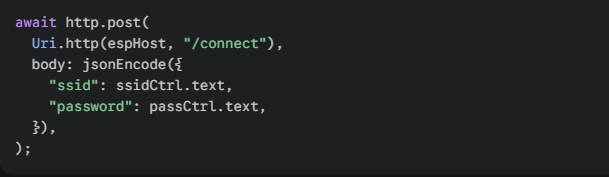 await http.post(
  Uri.http(espHost, "/connect"),
  body: jsonEncode({
    "ssid": ssidCtrl.text,
    "password": passCtrl.text,
  }),
);